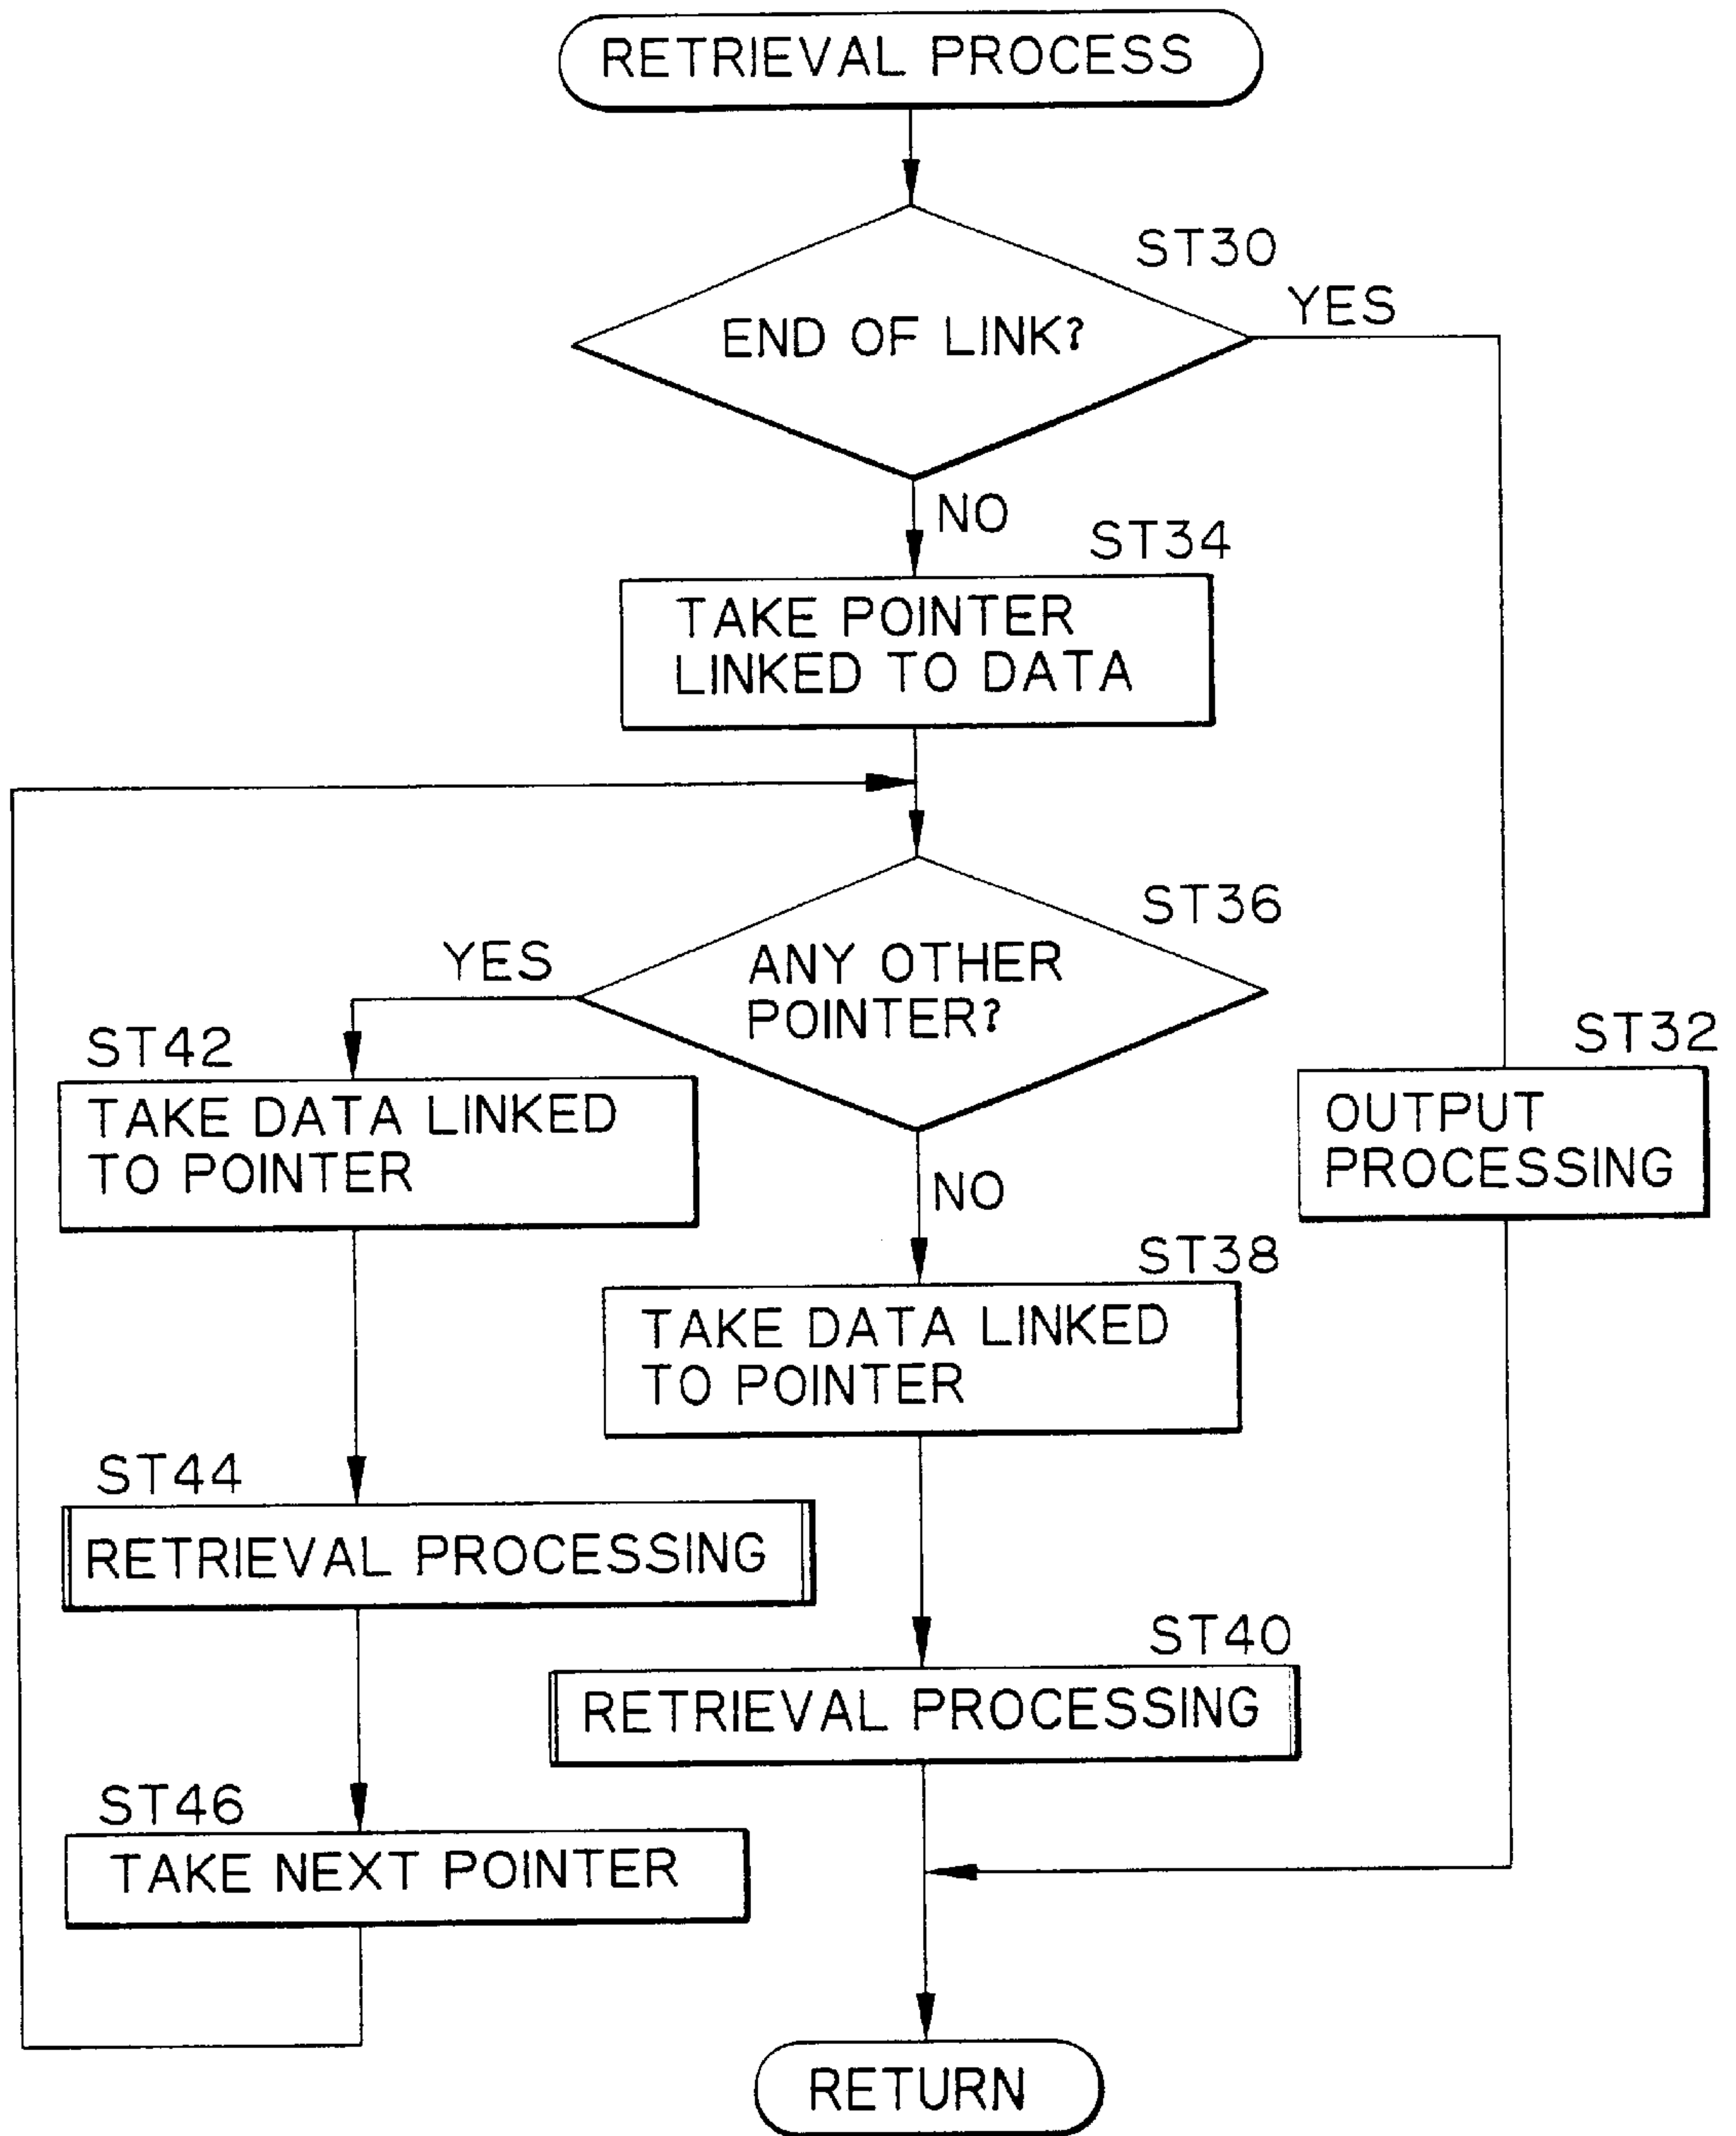 RETRIEVAL PROCESS
ST30
YES
END OF LINK?
NO
ST34
TAKE POINTER
LINKED TO DATA
ST36
YES
ANY OTHER
POINTER?
ST42
TAKE DATA LINKED
TO POINTER
ST32
OUTPUT
PROCESSING
NO
ST38
TAKE DATA LINKED
TO POINTER
ST44
RETRIEVAL PROCESSING
ST40
RETRIEVAL PROCESSING
ST46
TAKE NEXT POINTER
RETURN